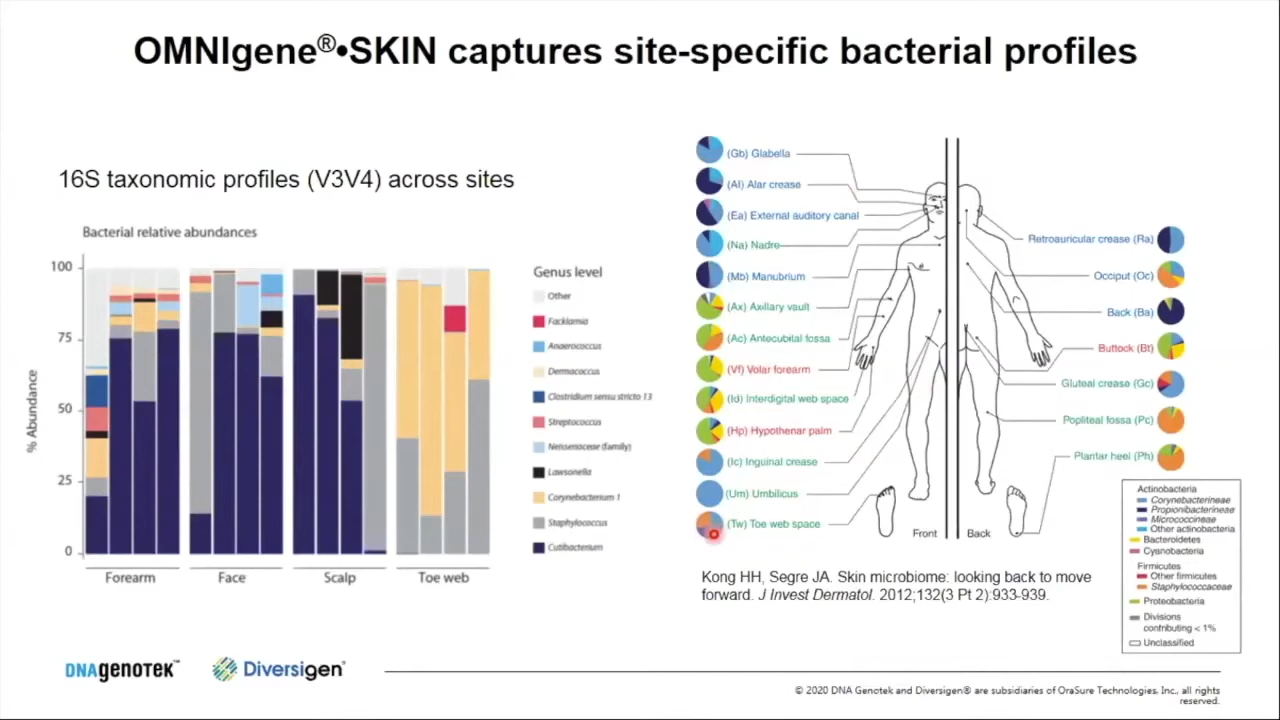 OMNIgene®•SKIN captures site-specific bacterial profiles
16S taxonomic profiles (V3V4) across sites
Bacterial relative abundances
% Abundance
100
75
50
25
0
Forearm
Face
Scalp
Toe web
Genus level
Other
Facklamia
Anaerococcus
Dermacoccus
Clostridium sensu stricto 13
Streptococcus
Neisseriaceae (family)
Lawsonella
Corynebacterium 1
Staphylococcus
Cutibacterium
(Gb) Glabella
(Al) Alar crease
(Ea) External auditory canal
(Na) Nadre
(Mb) Manubrium
(Ax) Axillary vault
(Ac) Antecubital fossa
(Vf) Volar forearm
(Id) Interdigital web space
(Hp) Hypothenar palm
(Ic) Inguinal crease
(Um) Umbilicus
(Tw) Toe web space
Front
Back
Retroauricular crease (Ra)
Occiput (Oc)
Back (Ba)
Buttock (Bt)
Gluteal crease (Gc)
Popliteal fossa (Pc)
Plantar heel (Ph)
Actinobacteria
Corynebacterineae
Propionibacterineae
Micrococcineae
Other actinobacteria
Bacteroidetes
Cyanobacteria
Firmicutes
Other firmicutes
Staphylococcaceae
Proteobacteria
Divisions
contributing < 1%
Unclassified
Kong HH, Segre JA. Skin microbiome: looking back to move
forward. J Invest Dermatol. 2012;132(3 Pt 2):933-939.
DNAgenotek™
Diversigen®
© 2020 DNA Genotek and Diversigen® are subsidiaries of OraSure Technologies, Inc., all rights
reserved.